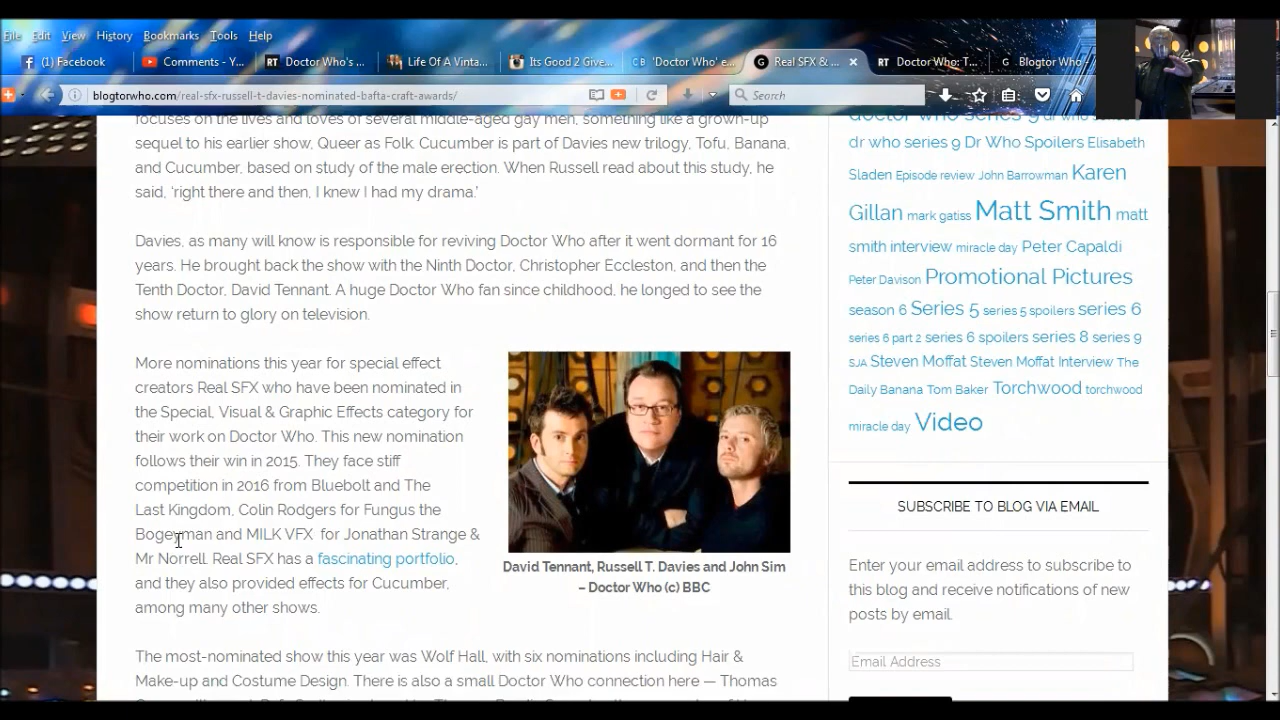 File Edit View History Bookmarks Tools Help
(1) Facebook
Comments - Y...
RT Doctor Who's ...
Life Of A Vinta...
Its Good 2 Give...
CB 'Doctor Who' e...
G Real SFX & ... ×
RT Doctor Who: T...
G Blogtor Who -
blogtorwho.com/real-sfx-russell-t-davies-nominated-bafta-craft-awards/
Search
focuses on the lives and loves of several middle-aged gay men, something like a grown-up
sequel to his earlier show, Queer as Folk. Cucumber is part of Davies new trilogy, Tofu, Banana,
and Cucumber, based on study of the male erection. When Russell read about this study, he
said, 'right there and then, I knew I had my drama.'
Davies, as many will know is responsible for reviving Doctor Who after it went dormant for 16
years. He brought back the show with the Ninth Doctor, Christopher Eccleston, and then the
Tenth Doctor, David Tennant. A huge Doctor Who fan since childhood, he longed to see the
show return to glory on television.
More nominations this year for special effect
creators Real SFX who have been nominated in
the Special, Visual & Graphic Effects category for
their work on Doctor Who. This new nomination
follows their win in 2015. They face stiff
competition in 2016 from Bluebolt and The
Last Kingdom, Colin Rodgers for Fungus the
Bogeyman and MILK VFX for Jonathan Strange &
Mr Norrell. Real SFX has a fascinating portfolio,
and they also provided effects for Cucumber,
among many other shows.
David Tennant, Russell T. Davies and John Sim
– Doctor Who (c) BBC
The most-nominated show this year was Wolf Hall, with six nominations including Hair &
Make-up and Costume Design. There is also a small Doctor Who connection here — Thomas
doctor who series 9
dr who series 9 Dr Who Spoilers Elisabeth
Sladen Episode review John Barrowman Karen
Gillan mark gatiss Matt Smith matt
smith interview miracle day Peter Capaldi
Peter Davison Promotional Pictures
season 6 Series 5 series 5 spoilers series 6
series 6 part 2 series 6 spoilers series 8 series 9
SJA Steven Moffat Steven Moffat Interview The
Daily Banana Tom Baker Torchwood torchwood
miracle day Video
SUBSCRIBE TO BLOG VIA EMAIL
Enter your email address to subscribe to
this blog and receive notifications of new
posts by email.
Email Address